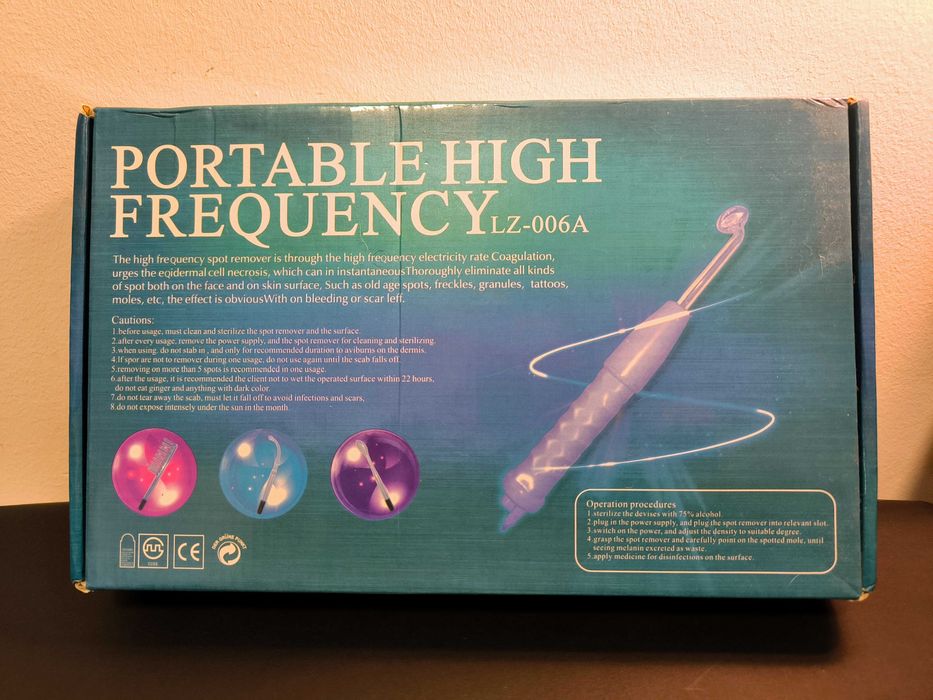 PORTABLE HIGH
FREQUENCY LZ-006A
The high frequency spot remover is through the high frequency electricity rate Coagulation,
urges the eqidermal cell necrosis, which can in instantaneousThoroughly eliminate all kinds
of spot both on the face and on skin surface, Such as old age spots, freckles, granules, tattoos,
moles, etc, the effect is obviousWith on bleeding or scar left.
Cautions:
1.before usage, must clean and sterilize the spot remover and the surface.
2.after every usage, remove the power supply, and the spot remover for cleaning and sterilizing.
3.when using, do not stab in, and only for recommended duration to aviburns on the dermis.
4.If spor are not to remover during one usage, do not use again until the scab falls off.
5.removing on more than 5 spots is recommended in one usage.
6.after the usage, it is recommended the client not to wet the operated surface within 22 hours,
do not eat ginger and anything with dark color.
7.do not tear away the scab, must let it fall off to avoid infections and scars,
8.do not expose intensely under the sun in the month.
Operation procedures
1.sterilize the devises with 75% alcohol.
2.plug in the power supply, and plug the spot remover into relevant slot.
3.switch on the power, and adjust the density to suitable degree.
4.grasp the spot remover and carefully point on the spotted mole, until
seeing melanin excreted as waste.
5.apply medicine for disinfections on the surface.
CE
DER GRÜNE PUNKT